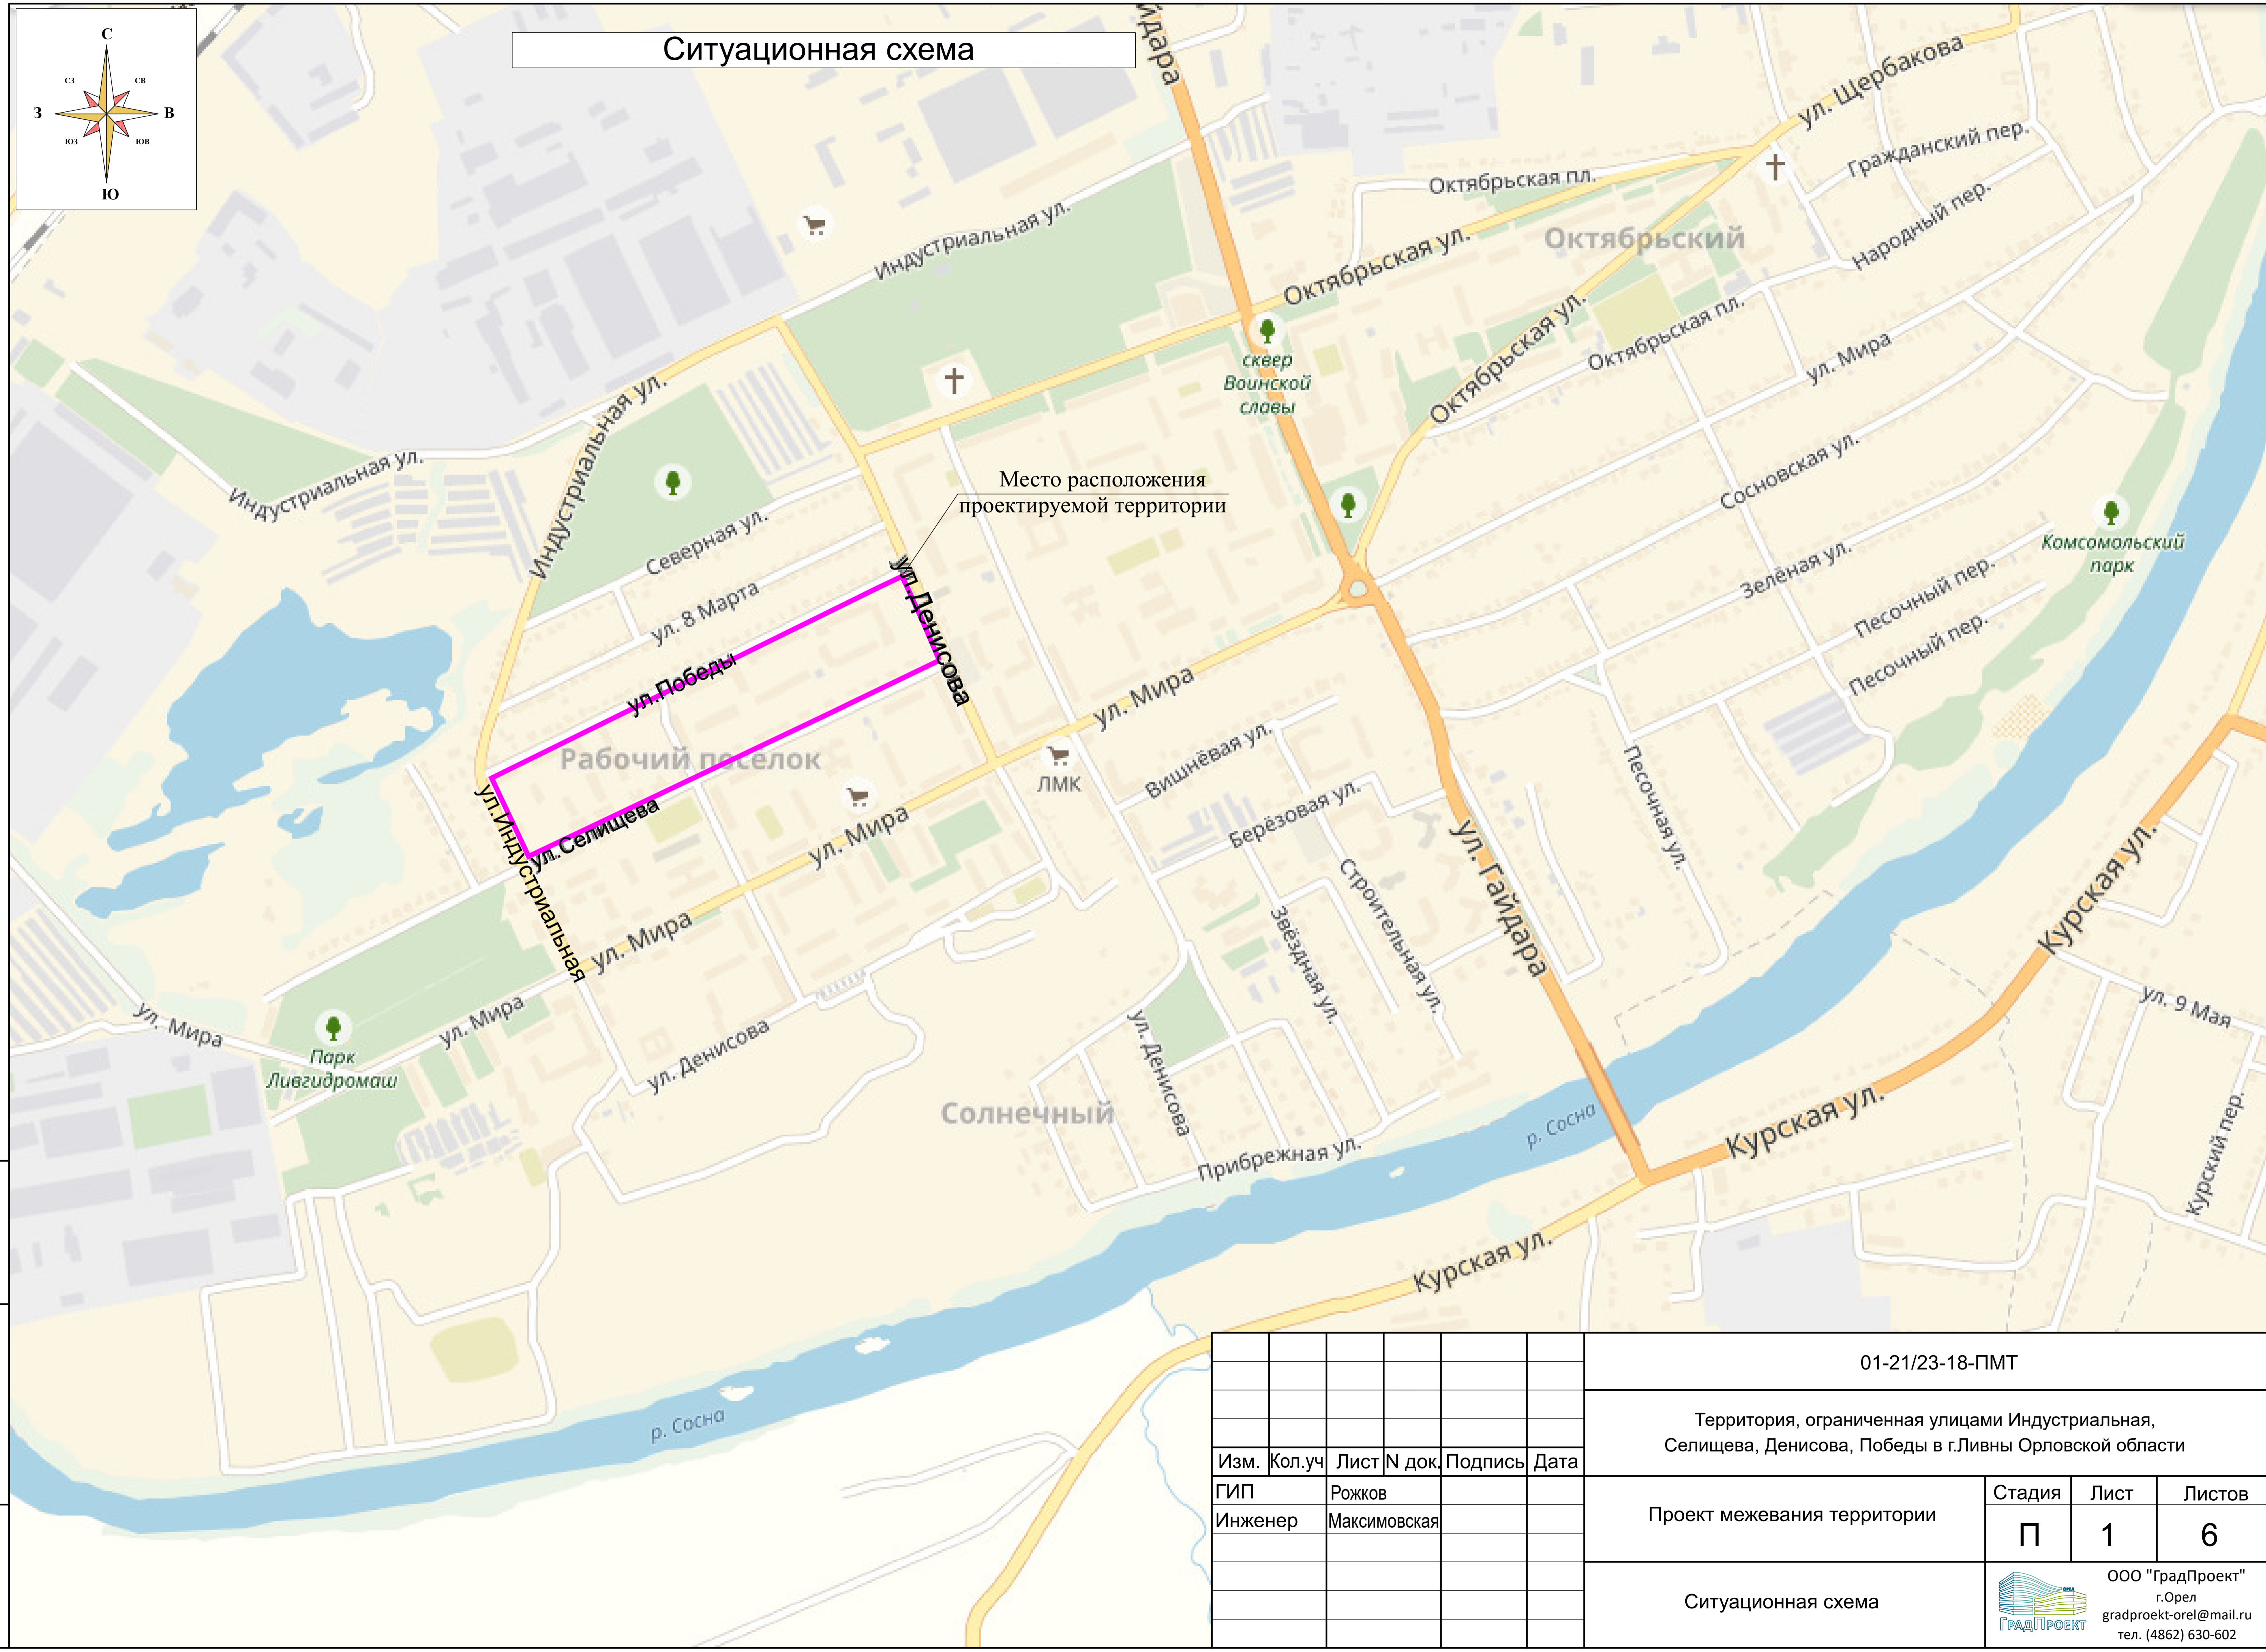 С
СЗ
СВ
З
В
ЮЗ
ЮВ
Ю
Ситуационная схема
йдара
ул. Щербакова
Гражданский пер.
Октябрьская пл.
Народный пер.
Индустриальная ул.
Октябрьский
Октябрьская ул.
Октябрьская ул.
Октябрьская пл.
ул. Мира
сквер
Воинской
славы
Октябрьская ул.
Индустриальная ул.
Индустриальная ул.
Индустриальная ул.
Сосновская ул.
Место расположения
проектируемой территории
Северная ул.
Комсомольский
парк
Зелёная ул.
Песочный пер.
Песочный пер.
ул. 8 Марта
ул.Денисова
ул.Победы
ул. Мира
Рабочий поселок
Вишнёвая ул.
ЛМК
Песочная ул.
Берёзовая ул.
ул.Селищева
ул. Мира
ул.Индустриальная
ул. Гайдара
Строительная ул.
Звёздная ул.
Курская ул.
ул. Мира
ул. Мира
ул. Мира
ул. 9 Мая
Парк
Ливгидромаш
ул. Денисова
ул. Денисова
Солнечный
р. Сосна
Курская ул.
Прибрежная ул.
Курский пер.
Курская ул.
р. Сосна
01-21/23-18-ПМТ
Территория, ограниченная улицами Индустриальная,
Селищева, Денисова, Победы в г.Ливны Орловской области
Изм. Кол.уч Лист N док. Подпись Дата
ГИП Рожков
Инженер Максимовская
Проект межевания территории
Стадия Лист Листов
П 1 6
Ситуационная схема
ОРЕЛ
ГРАДПРОЕКТ
ООО "ГрадПроект"
г.Орел
gradproekt-orel@mail.ru
тел. (4862) 630-602